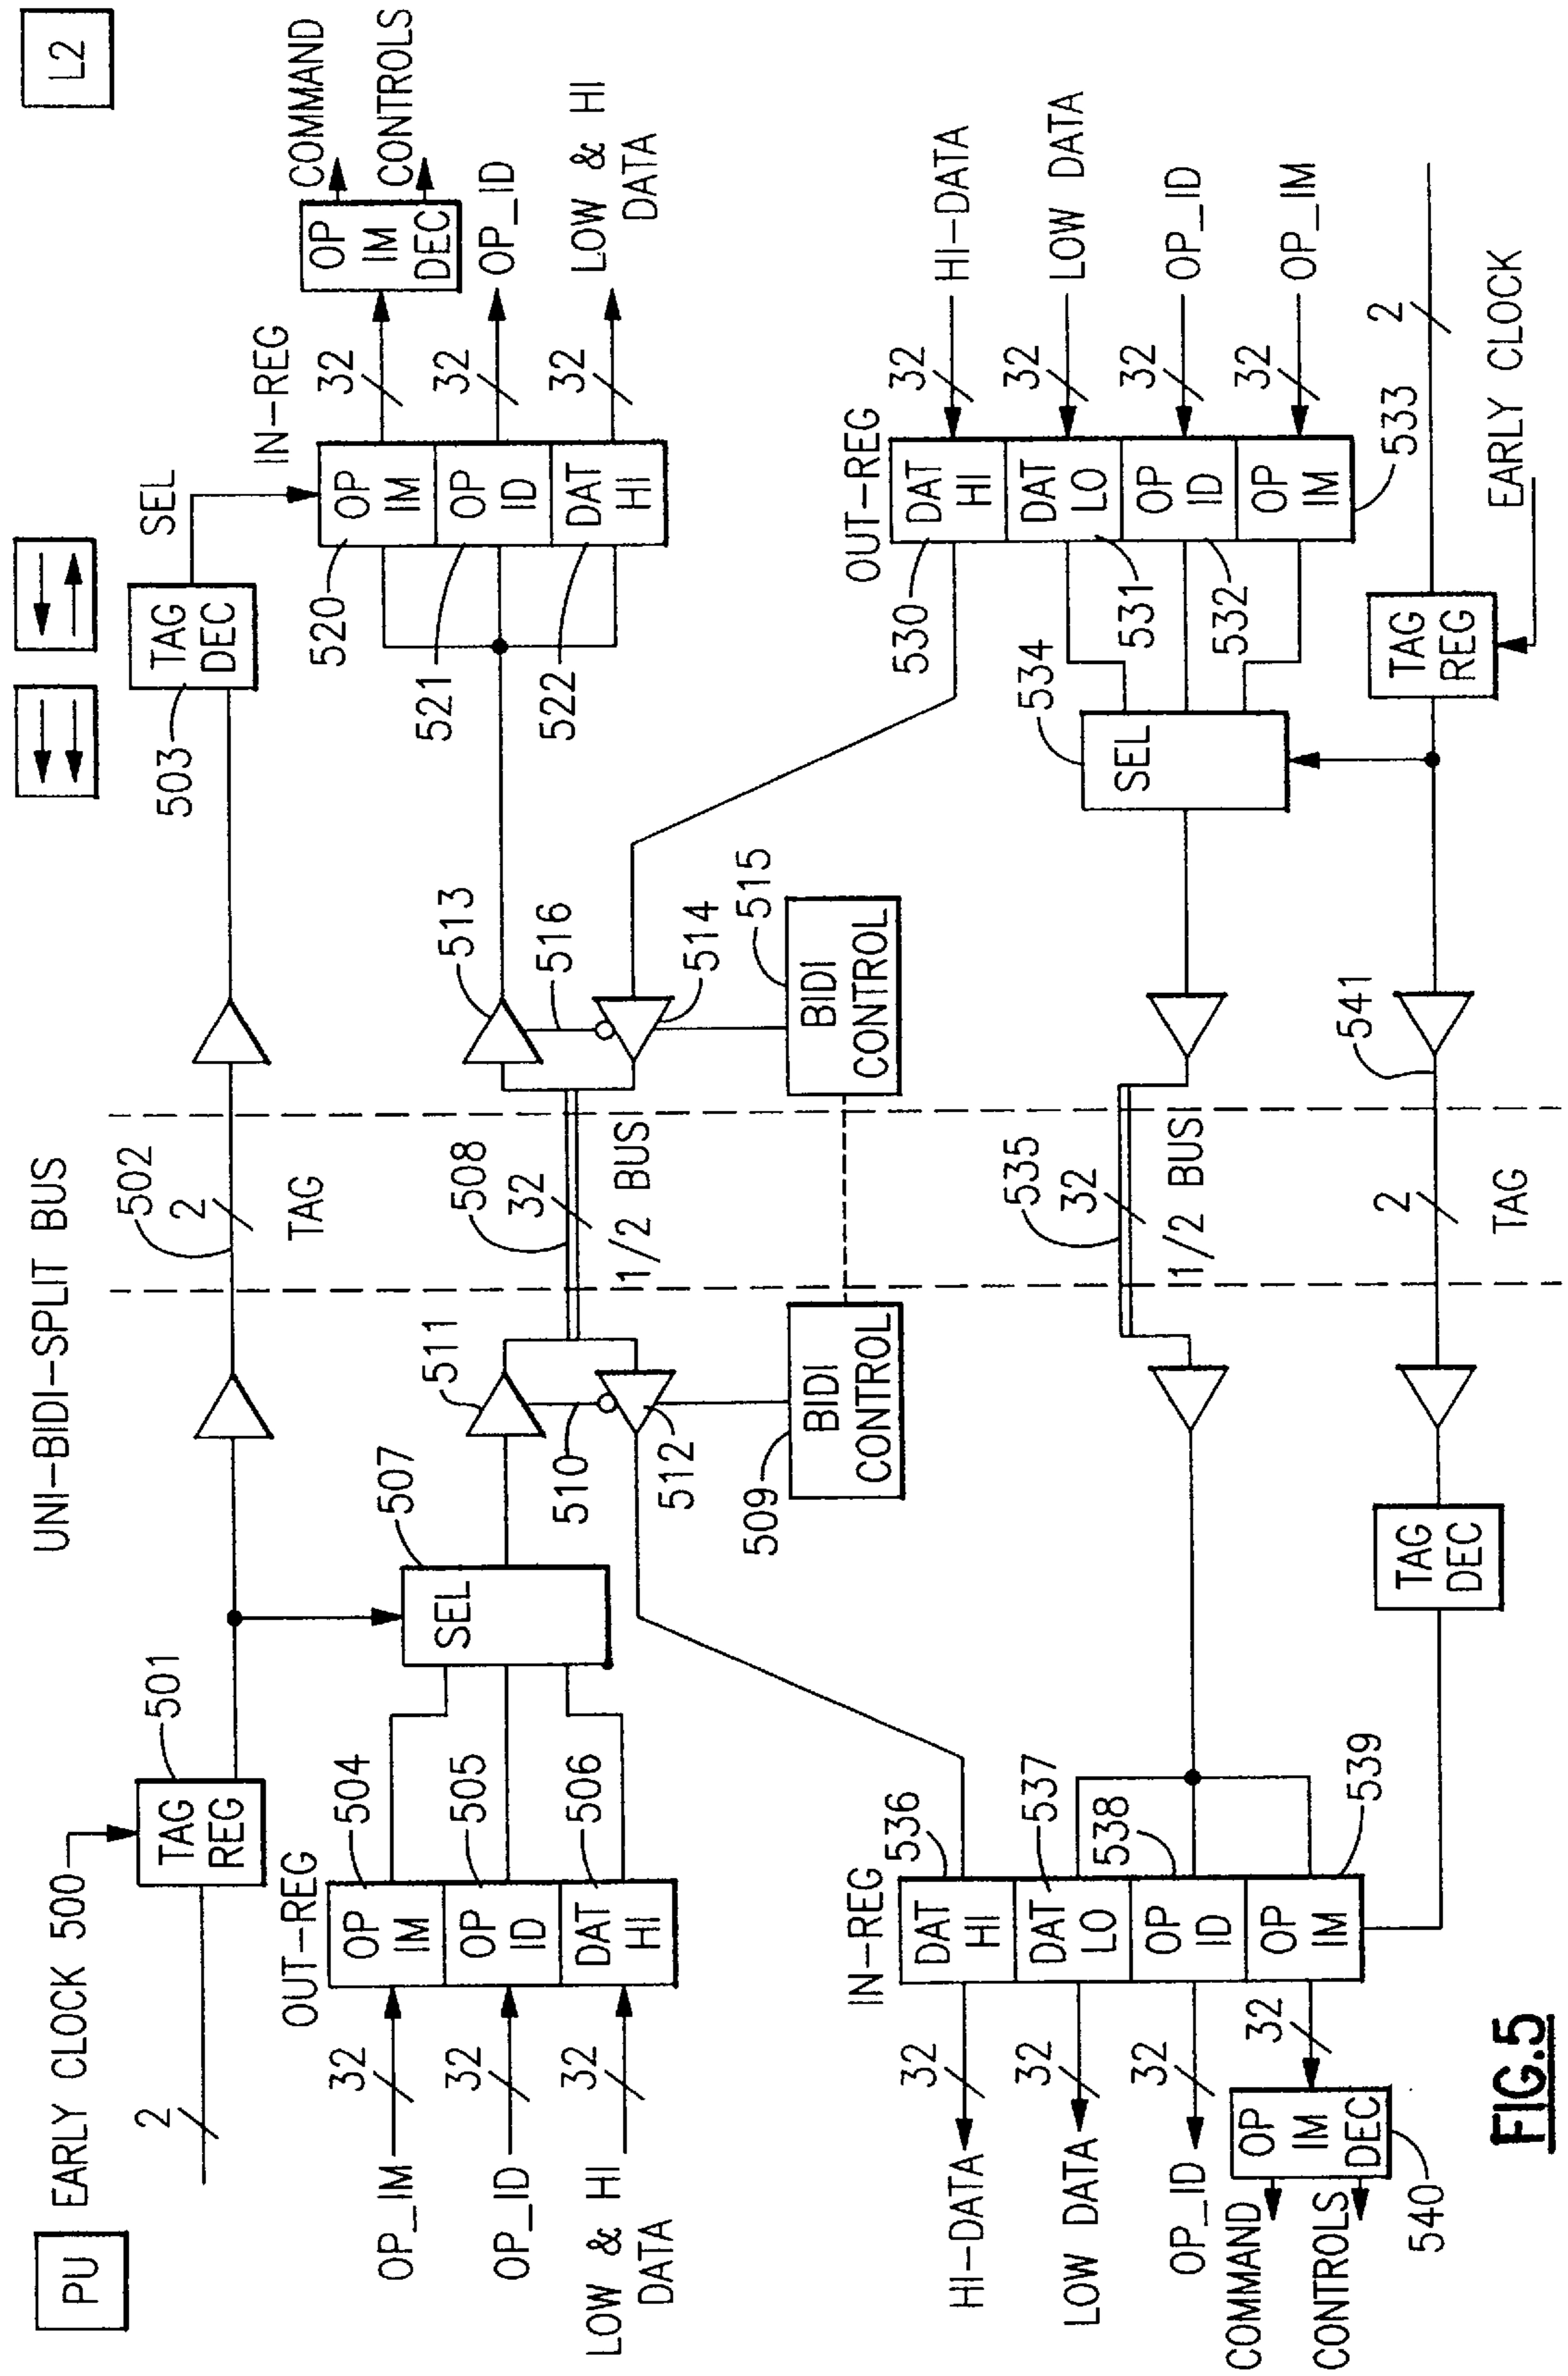 PU
L2
UNI-BIDI-SPLIT BUS
EARLY CLOCK 500
2
TAG
REG
501
502
2
TAG
503
TAG
DEC
SEL
OUT-REG
OP_IM
32
OP
IM
504
OP_ID
32
OP
ID
505
LOW & HI
DATA
32
DAT
HI
506
507
SEL
511
510
512
508
32
1/2 BUS
513
516
514
509
BIDI
CONTROL
515
BIDI
CONTROL
IN-REG
520
OP
IM
32
OP
IM
DEC
COMMAND
CONTROLS
521
OP
ID
32
OP_ID
522
DAT
HI
32
LOW & HI
DATA
IN-REG
HI-DATA
32
DAT
HI
536
LOW DATA
32
DAT
LO
537
OP_ID
32
OP
ID
538
COMMAND
CONTROLS
OP
IM
DEC
540
32
OP
IM
539
535
32
1/2 BUS
534
SEL
OUT-REG
530
DAT
HI
32
HI-DATA
531
DAT
LO
32
LOW DATA
532
OP
ID
32
OP_ID
OP
IM
32
OP_IM
533
TAG
DEC
2
TAG
541
TAG
REG
2
EARLY CLOCK
FIG.5